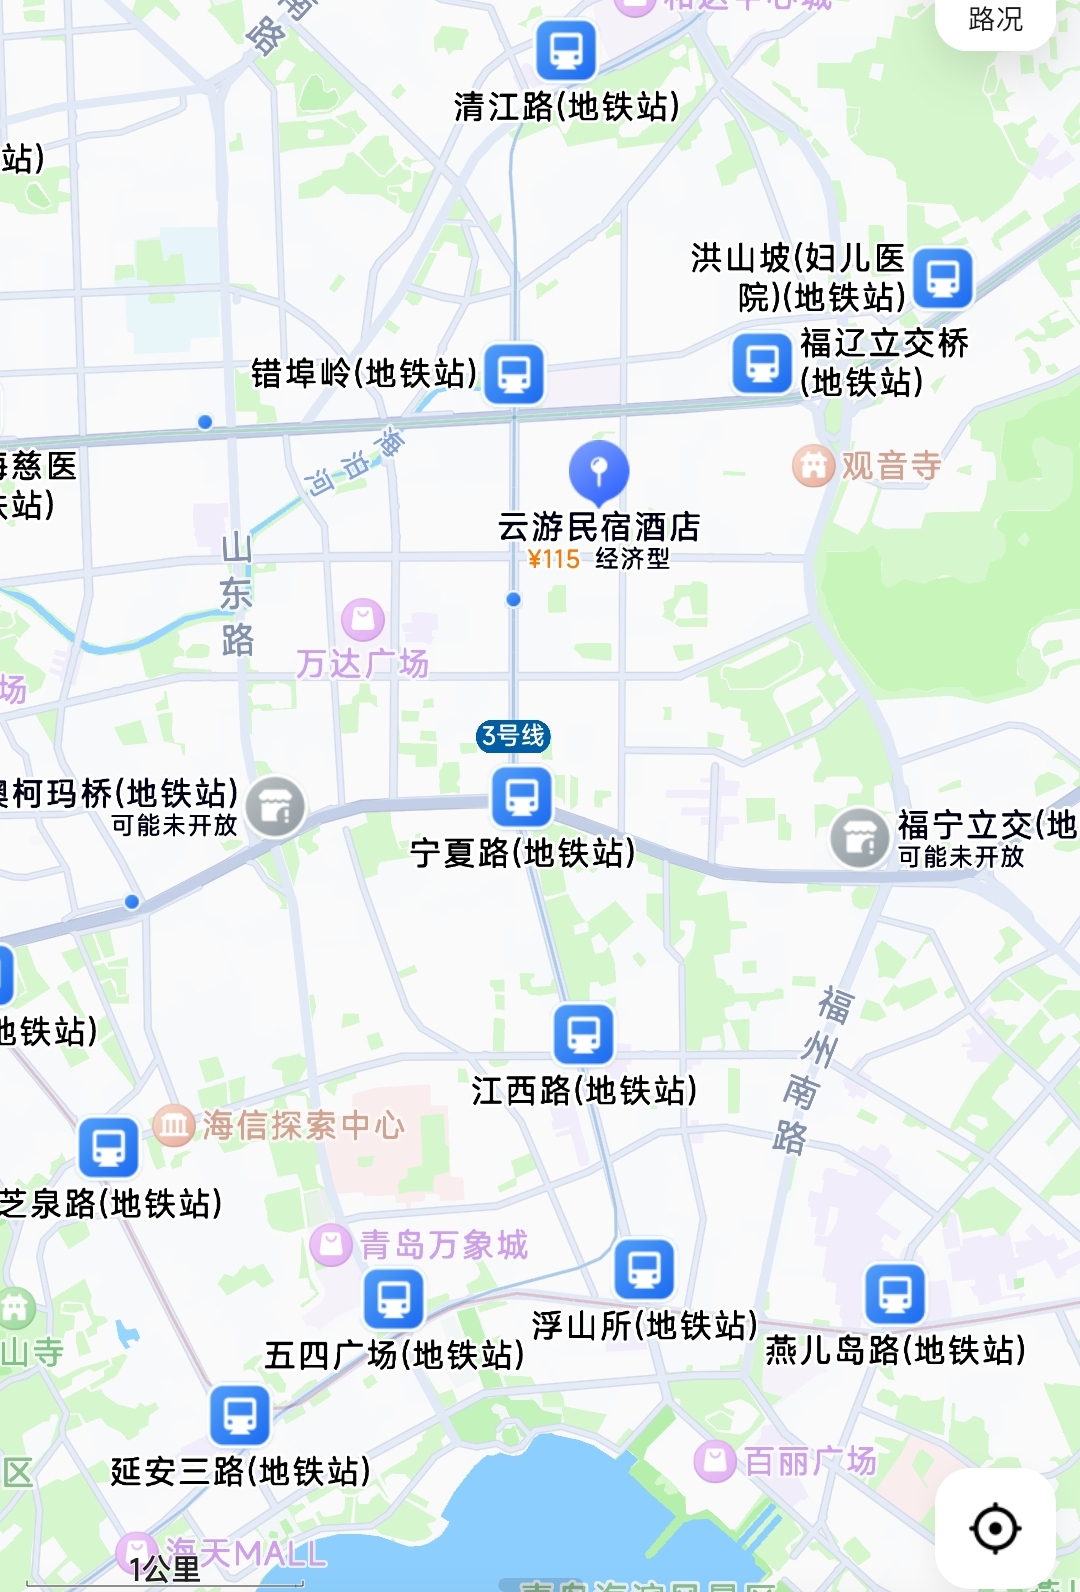 南
路
路况
清江路(地铁站)
站)
洪山坡(妇儿医
院)(地铁站)
福辽立交桥
(地铁站)
错埠岭(地铁站)
海
泊
河
观音寺
慈医
站)
云游民宿酒店
¥115 经济型
山
东
路
万达广场
场
3号线
柯玛桥(地铁站)
可能未开放
宁夏路(地铁站)
福宁立交(地
可能未开放
福
州
南
路
地铁站)
江西路(地铁站)
海信探索中心
芝泉路(地铁站)
青岛万象城
五四广场(地铁站)
浮山所(地铁站)
燕儿岛路(地铁站)
山寺
延安三路(地铁站)
区
百丽广场
海天MALL
1公里